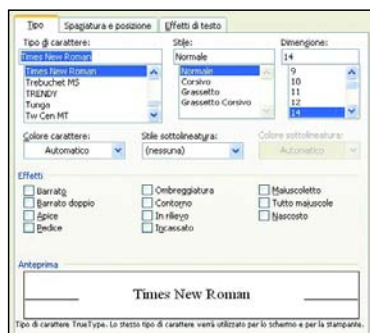 Tipo Spaziatura e posizione Effetti di testo
Tipo di carattere: Stile: Dimensione:
Times New Roman Normale 14
Times New Roman Normale 9
Trebuchet MS Corsivo 10
TRENDY Grassetto 11
Tunga Grassetto Corsivo 12
Tw Cen MT 14
Colore carattere: Stile sottolineatura: Colore sottolineatura:
Automatico (nessuna) Automatico
Effetti
Barrato Ombreggiatura Maiuscoletto
Barrato doppio Contorno Tutto maiuscole
Apice In rilievo Nascosto
Pedice Incassato
Anteprima
Times New Roman
Tipo di carattere TrueType. Lo stesso tipo di carattere verrà utilizzato per lo schermo e per la stampante.